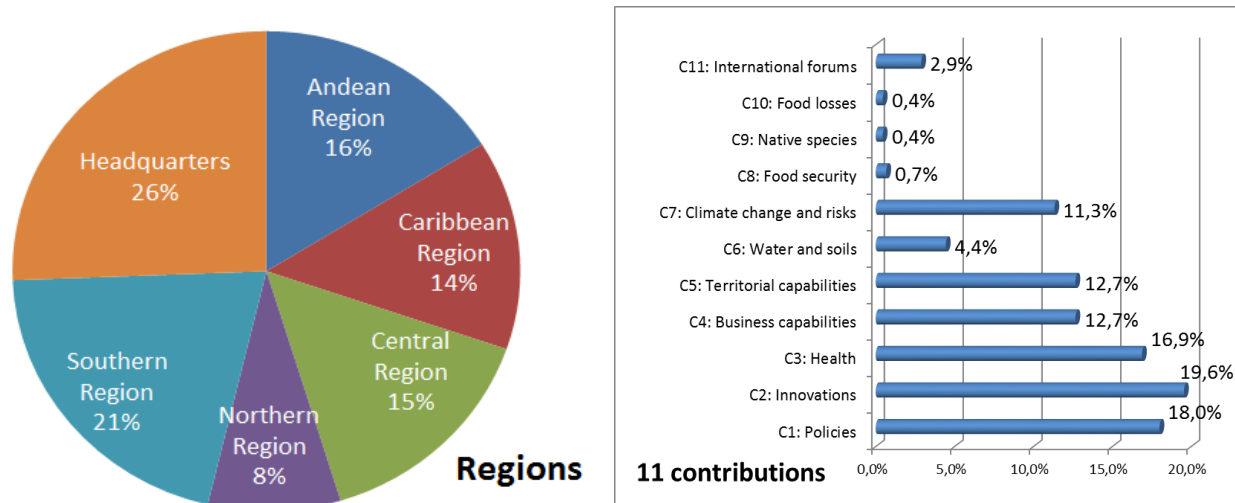 Andean
Region
16%
Caribbean
Region
14%
Central
Region
15%
Northern
Region
8%
Southern
Region
21%
Headquarters
26%
Regions
C11: International forums
2,9%
C10: Food losses
0,4%
C9: Native species
0,4%
C8: Food security
0,7%
C7: Climate change and risks
11,3%
C6: Water and soils
4,4%
C5: Territorial capabilities
12,7%
C4: Business capabilities
12,7%
C3: Health
16,9%
C2: Innovations
19,6%
C1: Policies
18,0%
0,0% 5,0% 10,0% 15,0% 20,0%
11 contributions